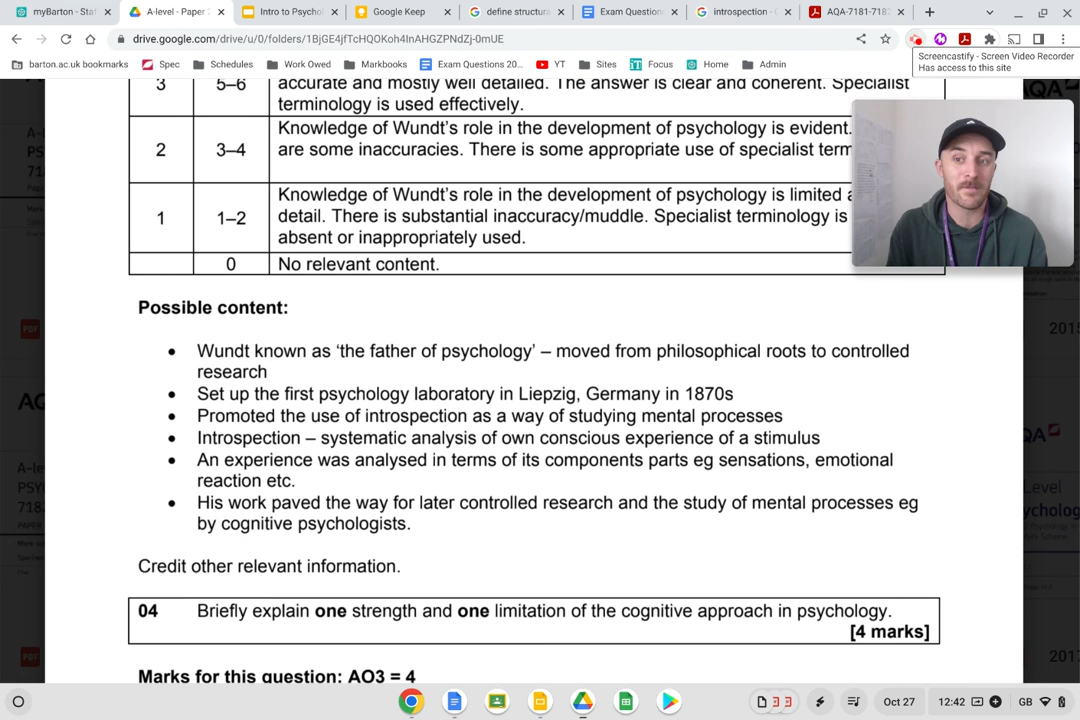 myBarton - Staf
A-level - Paper 2
Intro to Psychol
Google Keep
define structura
Exam Question
introspection - G
AQA-7181-7182
drive.google.com/drive/u/0/folders/1BjGE4jfTcHQOKoh4InAHGZPNdZj-0mUE
Screencastify - Screen Video Recorder
Has access to this site
barton.ac.uk bookmarks
Spec
Schedules
Work Owed
Markbooks
Exam Questions 20...
YT
Sites
Focus
Home
Admin
3 5–6 accurate and mostly well detailed. The answer is clear and coherent. Specialist
terminology is used effectively.
Knowledge of Wundt's role in the development of psychology is evident.
2 3–4 are some inaccuracies. There is some appropriate use of specialist term
Knowledge of Wundt's role in the development of psychology is limited
1 1–2 detail. There is substantial inaccuracy/muddle. Specialist terminology is
absent or inappropriately used.
0 No relevant content.
Possible content:
• Wundt known as 'the father of psychology' – moved from philosophical roots to controlled
research
• Set up the first psychology laboratory in Liepzig, Germany in 1870s
• Promoted the use of introspection as a way of studying mental processes
• Introspection – systematic analysis of own conscious experience of a stimulus
• An experience was analysed in terms of its components parts eg sensations, emotional
reaction etc.
• His work paved the way for later controlled research and the study of mental processes eg
by cognitive psychologists.
Credit other relevant information.
04 Briefly explain one strength and one limitation of the cognitive approach in psychology.
[4 marks]
Marks for this question: AO3 = 4
PDF
PDF
AQA
2015
Level
2017
Oct 27
12:42
GB